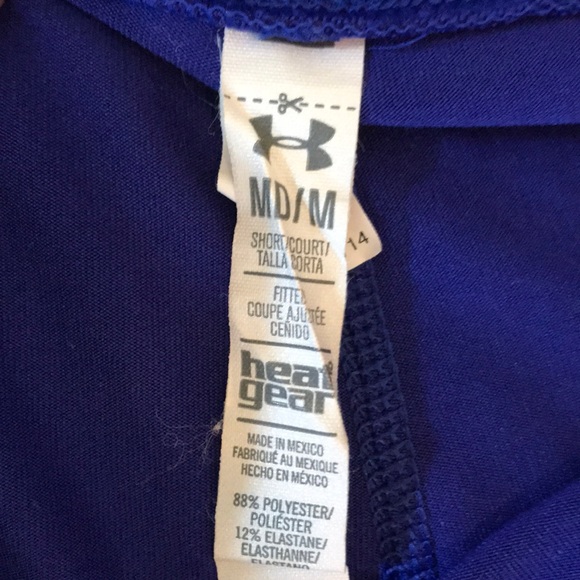 MD/M
SHORT/COURT/
TALLA CORTA
14
FITTED
COUPE AJUSTÉE
CEÑIDO
heat
gear
MADE IN MEXICO
FABRIQUÉ AU MEXIQUE
HECHO EN MÉXICO
88% POLYESTER/
POLIÉSTER
12% ELASTANE/
ELASTHANNE/